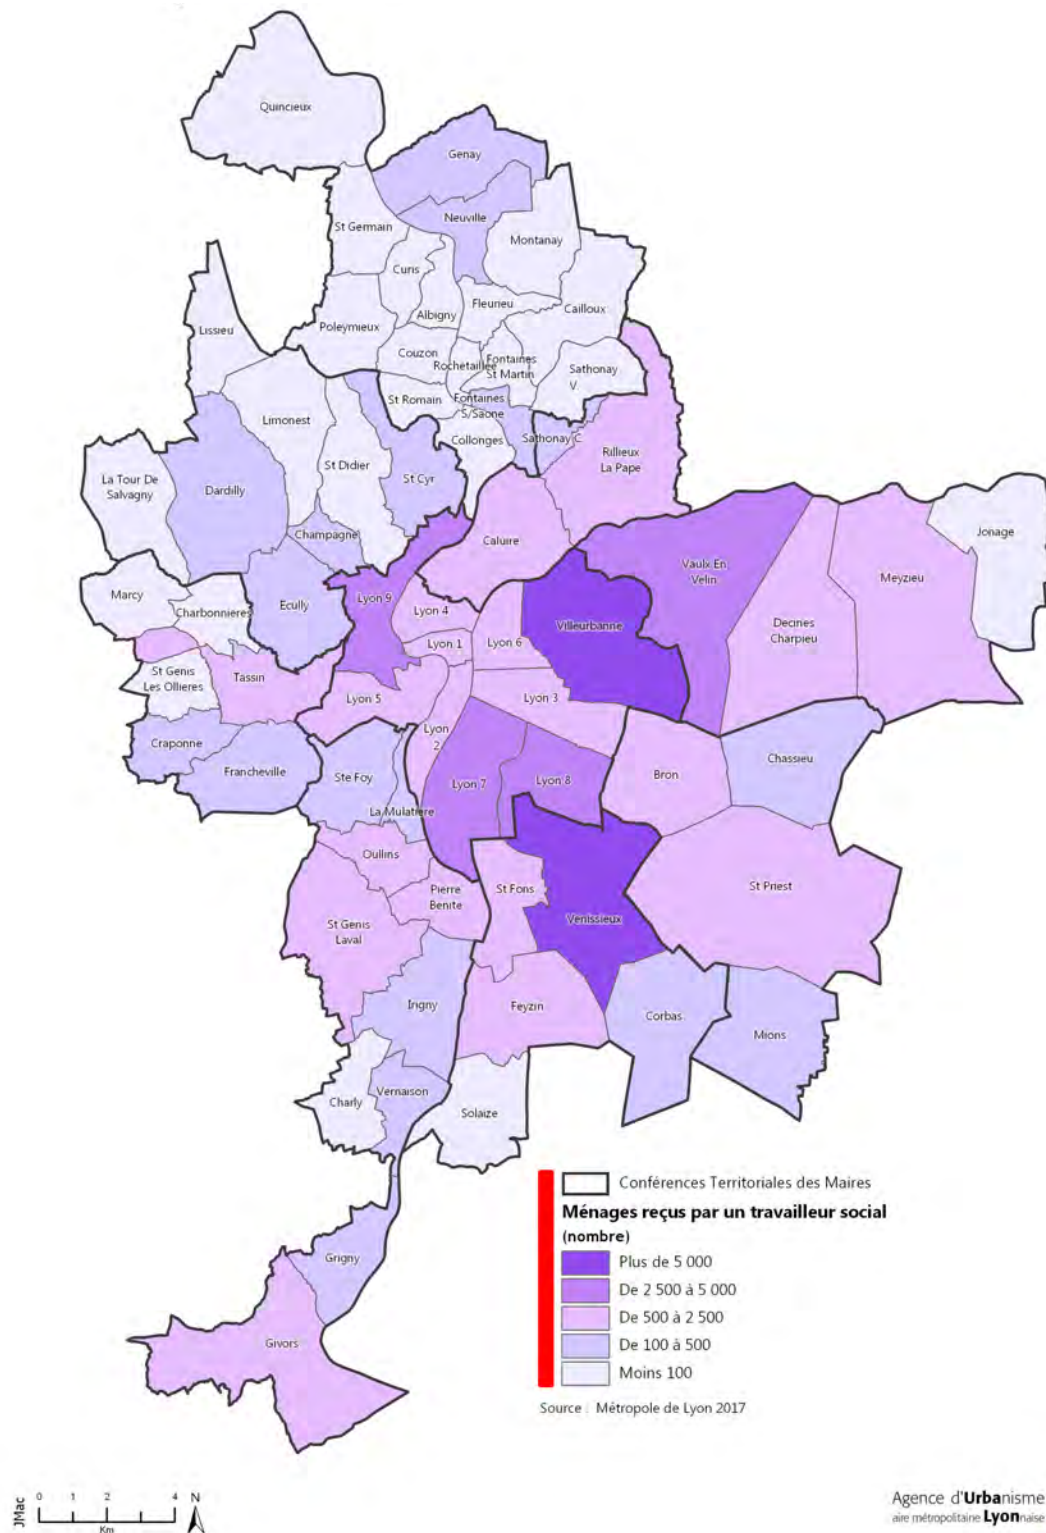 Quincieux
Genay
Neuville
St Germain
Montanay
Curis
Albigny
Fleurieu
Cailloux
Lissieu
Poleymieux
Couzon
Rochetaillée
Fontaines
St Martin
Sathonay
V
St Romain
Fontaines
S/Saone
Limonest
Collonges
Sathonay C
Rillieux
La Pape
La Tour De
Salvagny
Dardilly
St Didier
St Cyr
Champagne
Caluire
Vaulx En
Velin
Jonage
Meyzieu
Marcy
Charbonnieres
Ecully
Lyon 9
Lyon 4
Villeurbanne
Decines
Charpieu
Lyon 1
Lyon 6
St Genis
Les Ollieres
Tassin
Lyon 5
Lyon 3
Lyon
2
Craponne
Francheville
Ste Foy
La Mulatiere
Lyon 7
Lyon 8
Bron
Chassieu
Oullins
Pierre
Benite
St Fons
St Priest
St Genis
Laval
Venissieux
Irigny
Feyzin
Corbas
Mions
Charly
Vernaison
Solaize
Grigny
Givors
Conférences Territoriales des Maires
Ménages reçus par un travailleur social
(nombre)
Plus de 5 000
De 2 500 à 5 000
De 500 à 2 500
De 100 à 500
Moins 100
Source : Métropole de Lyon 2017
JMac
0 1 2 4 N
Km
Agence d'Urbanisme
aire métropolitaine Lyonnaise